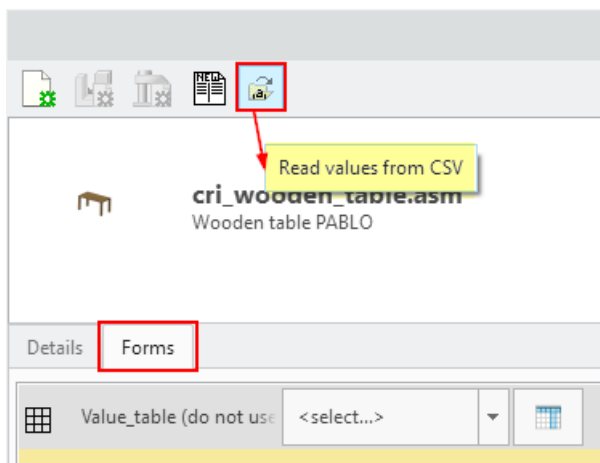 NEW
a
Read values from CSV
cri_wooden_table.asm
Wooden table PABLO
Details
Forms
Value_table (do not use
<select...>